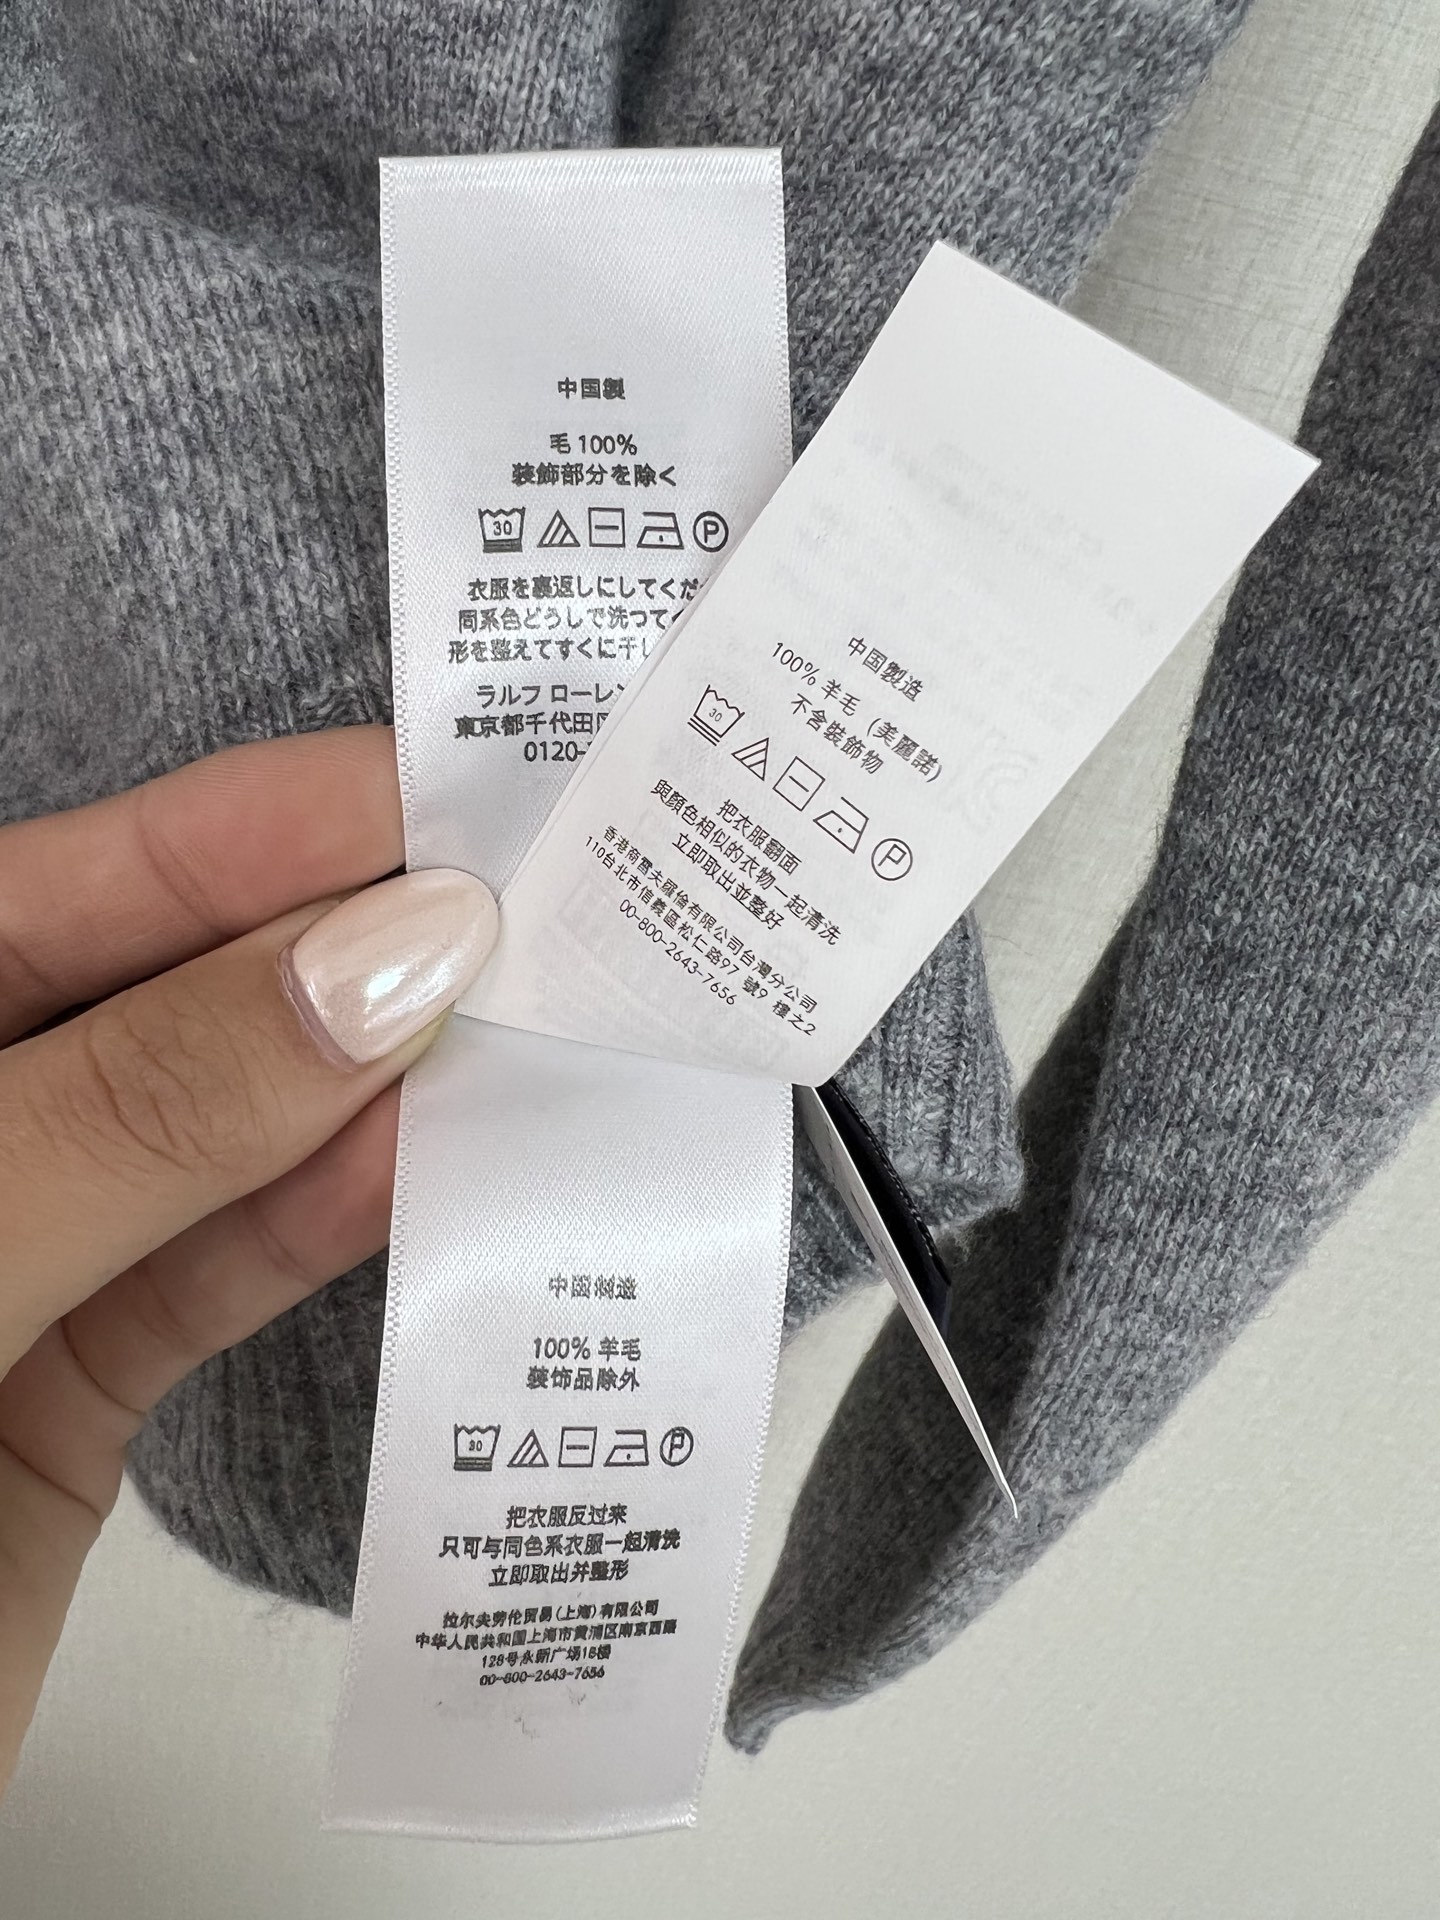 中国製
毛 100%
装飾部分を除く
30
P
衣服を裏返しにしてくだ
同系色どうしで洗ってく
形を整えてすぐに干し
ラルフ ローレン
東京都千代田区
0120-
中国製造
100% 羊毛 (美麗諾)
不含裝飾物
30
P
把衣服翻面
與顏色相似的衣物一起清洗
立即取出並整好
香港商雷夫羅倫有限公司台灣分公司
110台北市信義區松仁路97 號9 樓之2
00-800-2643-7656
中国
100% 羊毛
装饰品除外
30
P
把衣服反过来
只可与同色系衣服一起清洗
立即取出并整形
拉尔夫劳伦贸易(上海)有限公司
中华人民共和国上海市黄浦区南京西路
128号永新广场18楼
00-800-2643-7656